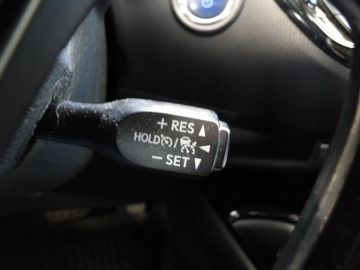 + RES ▲
HOLD / ◄
− SET ▼